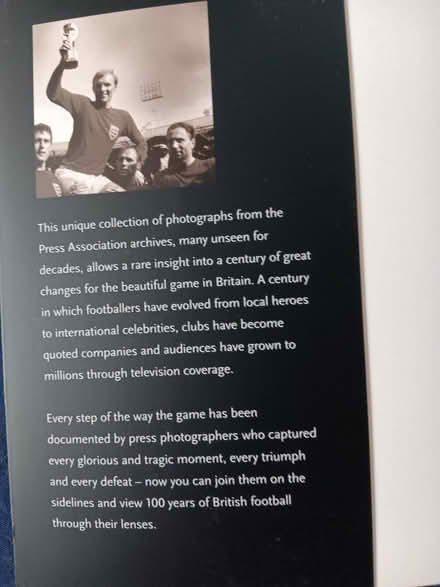 This unique collection of photographs from the
Press Association archives, many unseen for
decades, allows a rare insight into a century of great
changes for the beautiful game in Britain. A century
in which footballers have evolved from local heroes
to international celebrities, clubs have become
quoted companies and audiences have grown to
millions through television coverage.
Every step of the way the game has been
documented by press photographers who captured
every glorious and tragic moment, every triumph
and every defeat – now you can join them on the
sidelines and view 100 years of British football
through their lenses.